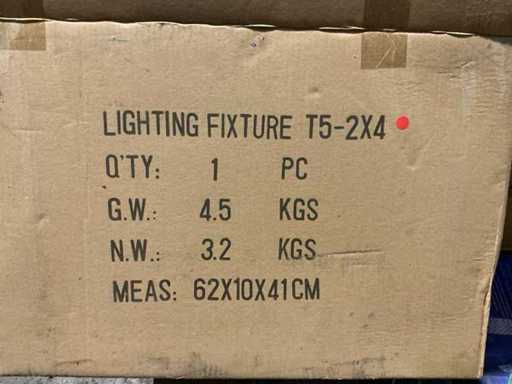 LIGHTING FIXTURE T5-2X4
Q'TY: 1 PC
G.W.: 4.5 KGS
N.W.: 3.2 KGS
MEAS: 62X10X41CM